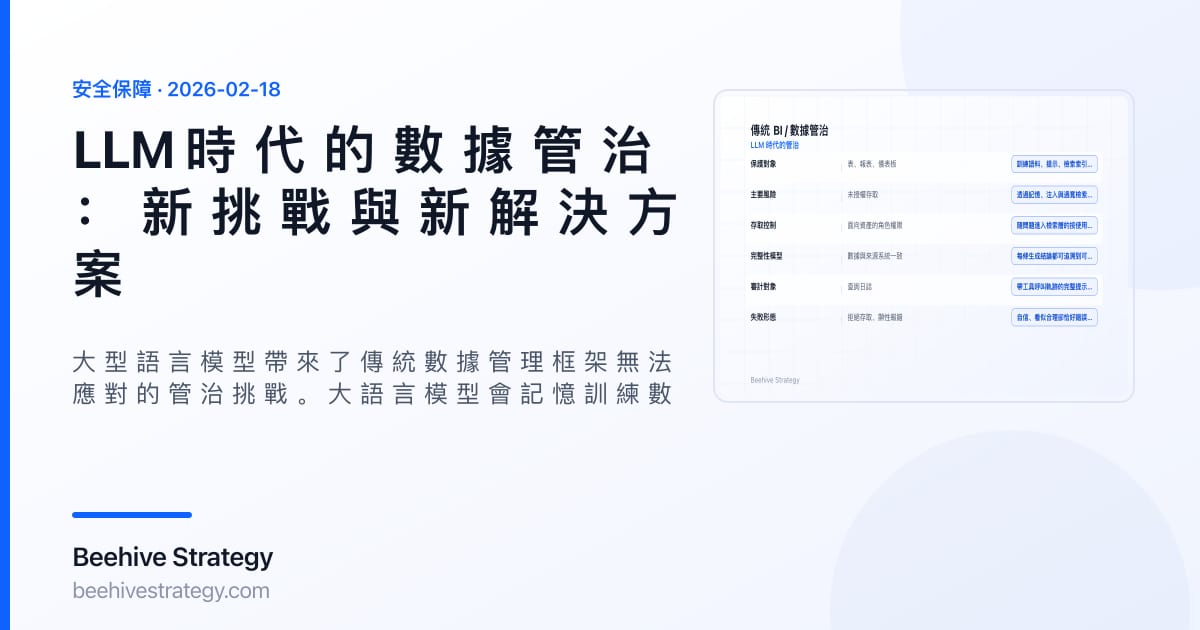 安全保障 · 2026-02-18
LLM時代的數據管治
：新挑戰與新解決方
案
大型語言模型帶來了傳統數據管理框架無法
應對的管治挑戰。大語言模型會記憶訓練數
Beehive Strategy
beehivestrategy.com
傳統 BI / 數據管治
LLM 時代的管治
保護對象 表、報表、儀表板 訓練語料、提示、檢索索引...
主要風險 未授權存取 透過記憶、注入與過寬檢索...
存取控制 面向資產的角色權限 隨問題進入檢索層的按使用...
完整性模型 數據與來源系統一致 每條生成結論都可追溯到可...
審計對象 查詢日誌 帶工具呼叫軌跡的完整提示...
失敗形態 拒絕存取、顯性報錯 自信、看似合理卻恰好錯誤...
Beehive Strategy